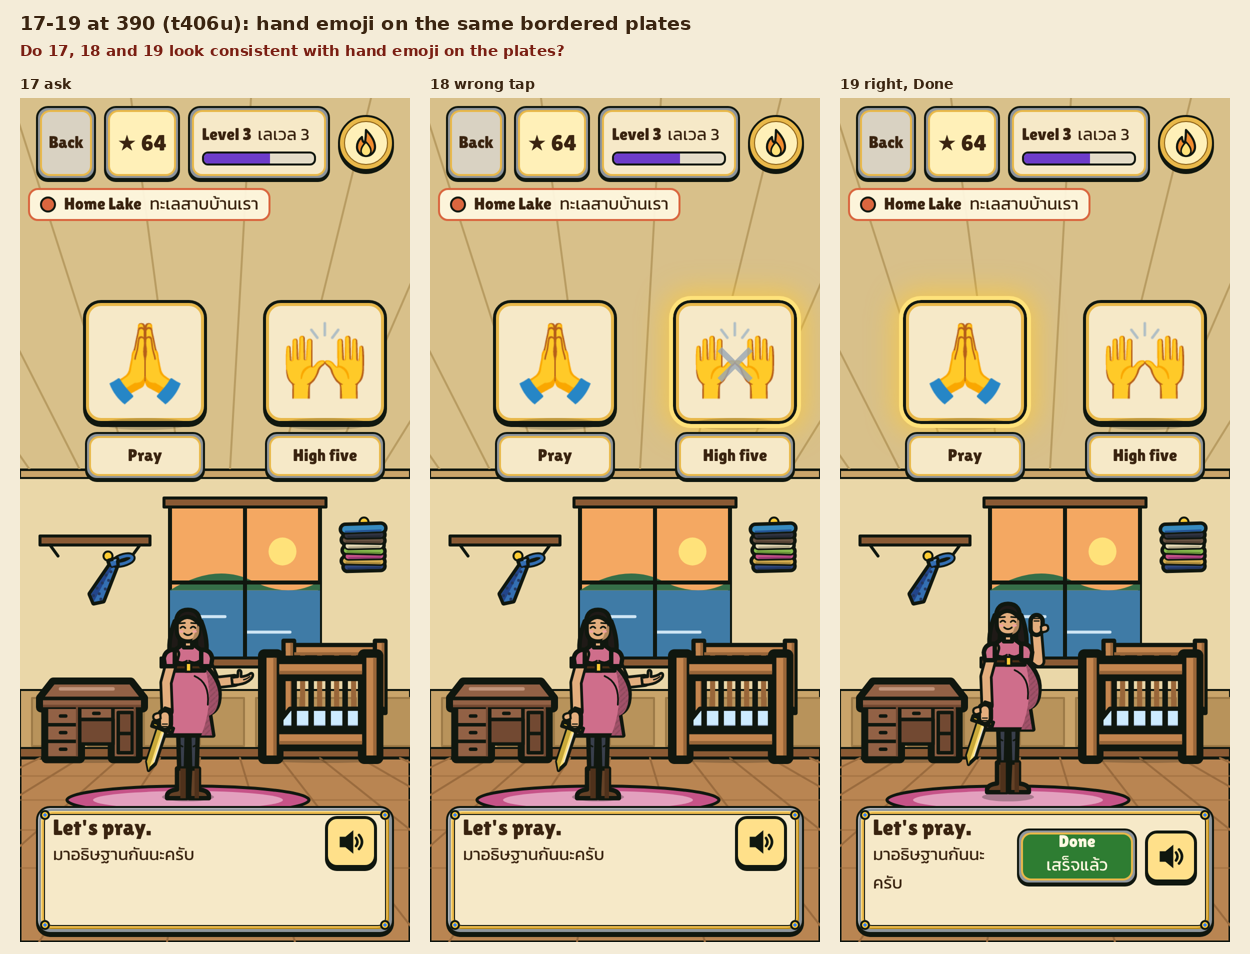 17-19 at 390 (t406u): hand emoji on the same bordered plates
Do 17, 18 and 19 look consistent with hand emoji on the plates?
17 ask
Back
★ 64
Level 3 เลเวล 3
Home Lake ทะเลสาบบ้านเรา
Pray
High five
Let's pray.
มาอธิษฐานกันนะครับ
18 wrong tap
Back
★ 64
Level 3 เลเวล 3
Home Lake ทะเลสาบบ้านเรา
Pray
High five
Let's pray.
มาอธิษฐานกันนะครับ
19 right, Done
Back
★ 64
Level 3 เลเวล 3
Home Lake ทะเลสาบบ้านเรา
Pray
High five
Let's pray.
มาอธิษฐานกันนะ
ครับ
Done
เสร็จแล้ว